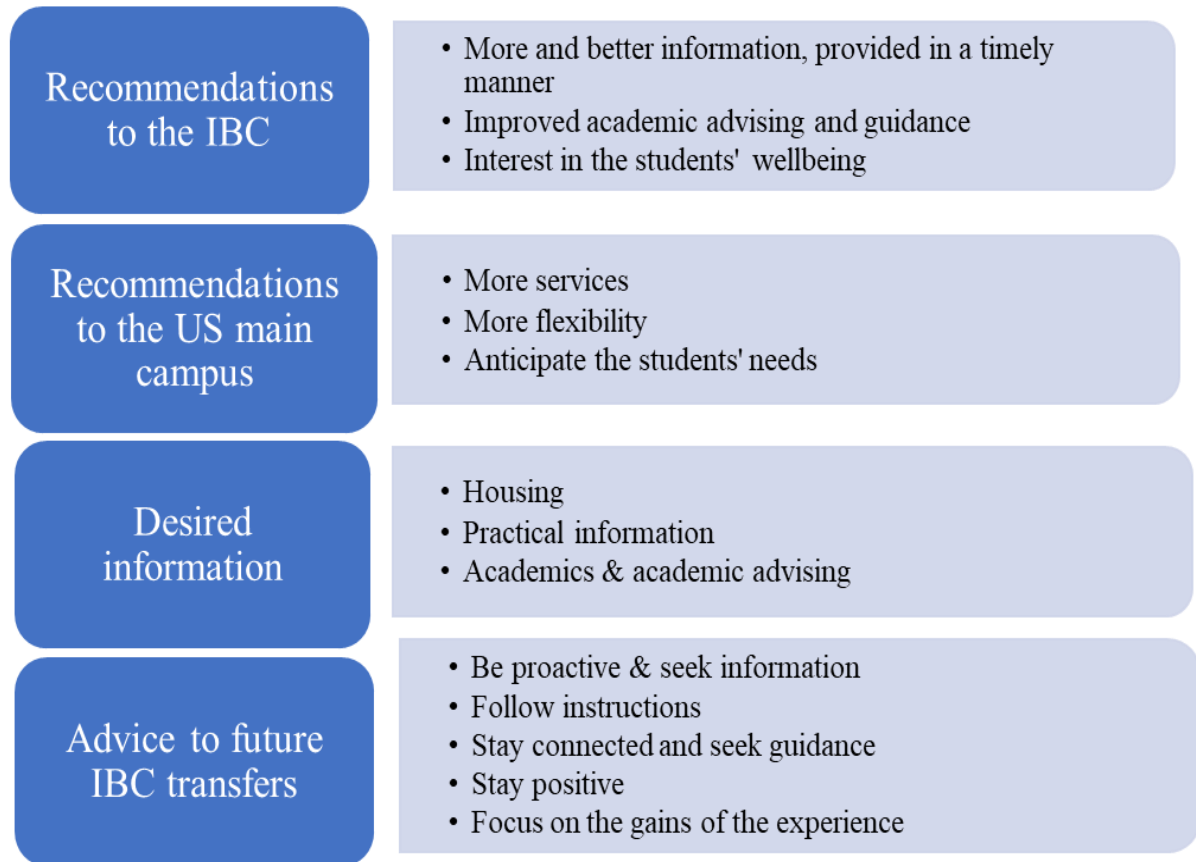 Recommendations
to the IBC
• More and better information, provided in a timely
manner
• Improved academic advising and guidance
• Interest in the students' wellbeing
Recommendations
to the US main
campus
• More services
• More flexibility
• Anticipate the students' needs
Desired
information
• Housing
• Practical information
• Academics & academic advising
Advice to future
IBC transfers
• Be proactive & seek information
• Follow instructions
• Stay connected and seek guidance
• Stay positive
• Focus on the gains of the experience